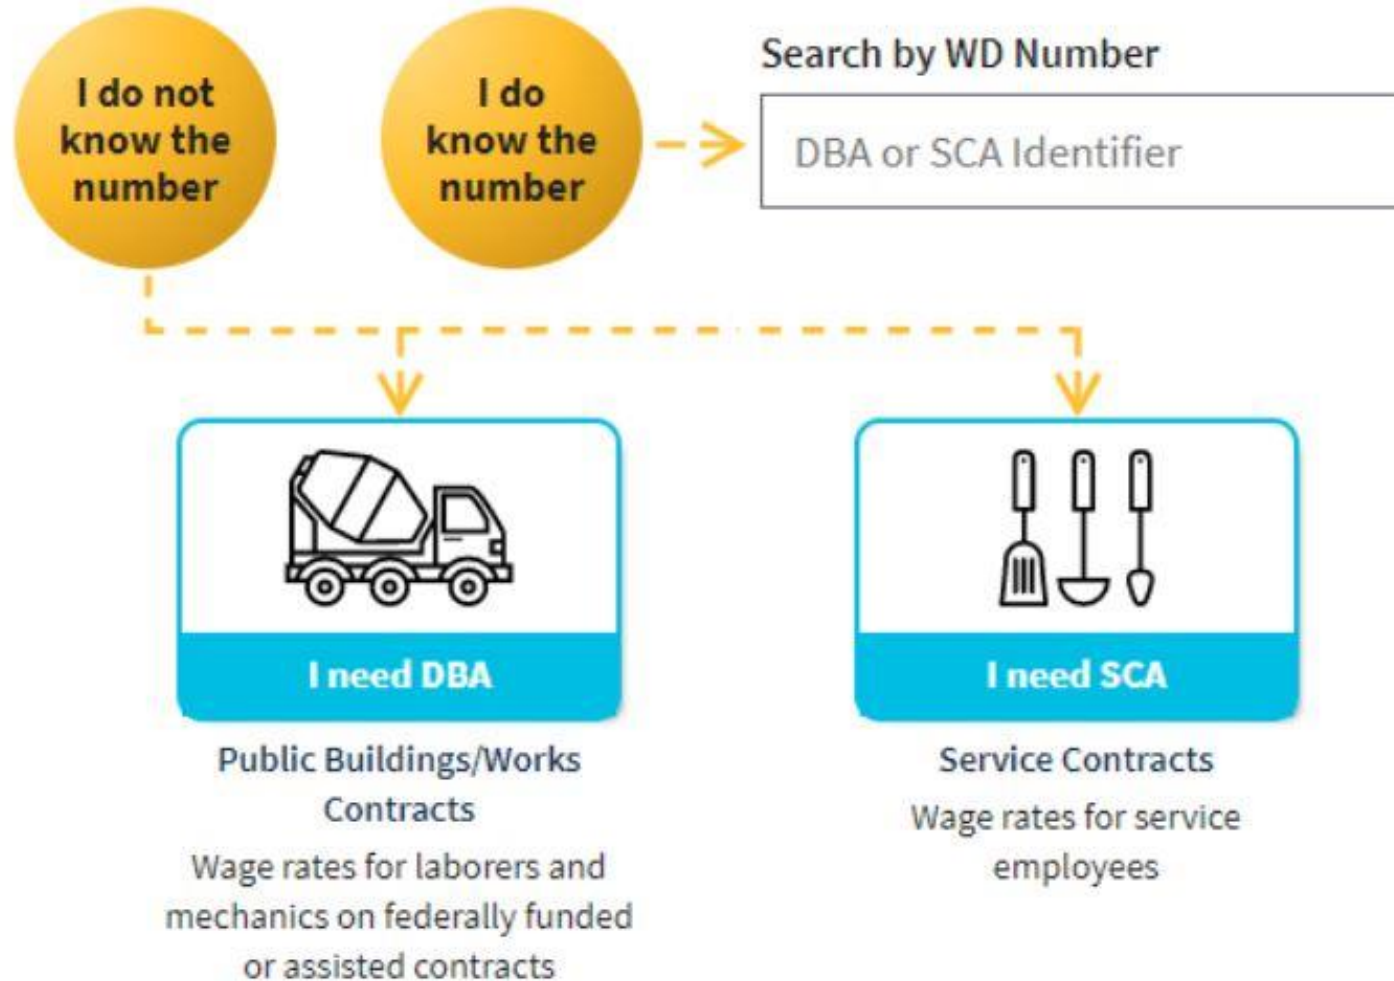 I do not
know the
number
I do
know the
number
Search by WD Number
DBA or SCA Identifier
I need DBA
Public Buildings/Works
Contracts
Wage rates for laborers and
mechanics on federally funded
or assisted contracts
I need SCA
Service Contracts
Wage rates for service
employees